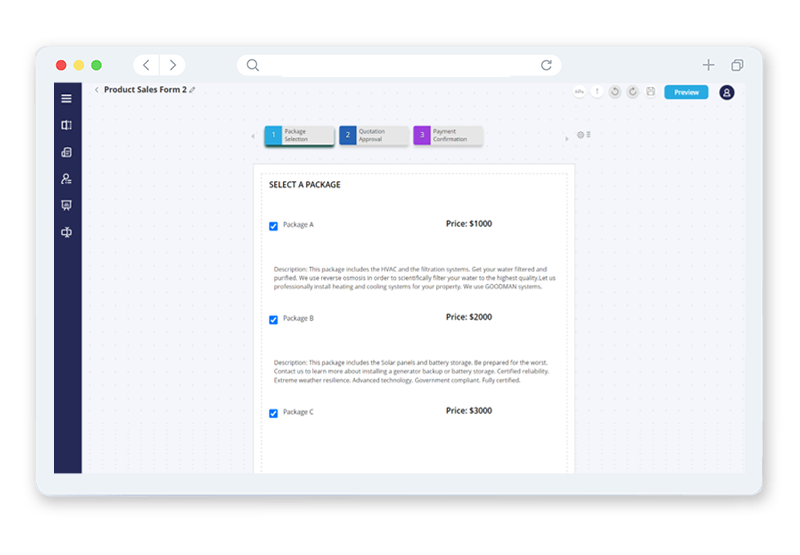 Product Sales Form 2
Preview
1 Package Selection
2 Quotation Approval
3 Payment Confirmation
SELECT A PACKAGE
Package A Price: $1000
Description: This package includes the HVAC and the filtration systems. Get your water filtered and
purified. We use reverse osmosis in order to scientifically filter your water to the highest quality.Let us
professionally install heating and cooling systems for your property. We use GOODMAN systems.
Package B Price: $2000
Description: This package includes the Solar panels and battery storage. Be prepared for the worst.
Contact us to learn more about installing a generator backup or battery storage. Certified reliability.
Extreme weather resilience. Advanced technology. Government compliant. Fully certified.
Package C Price: $3000